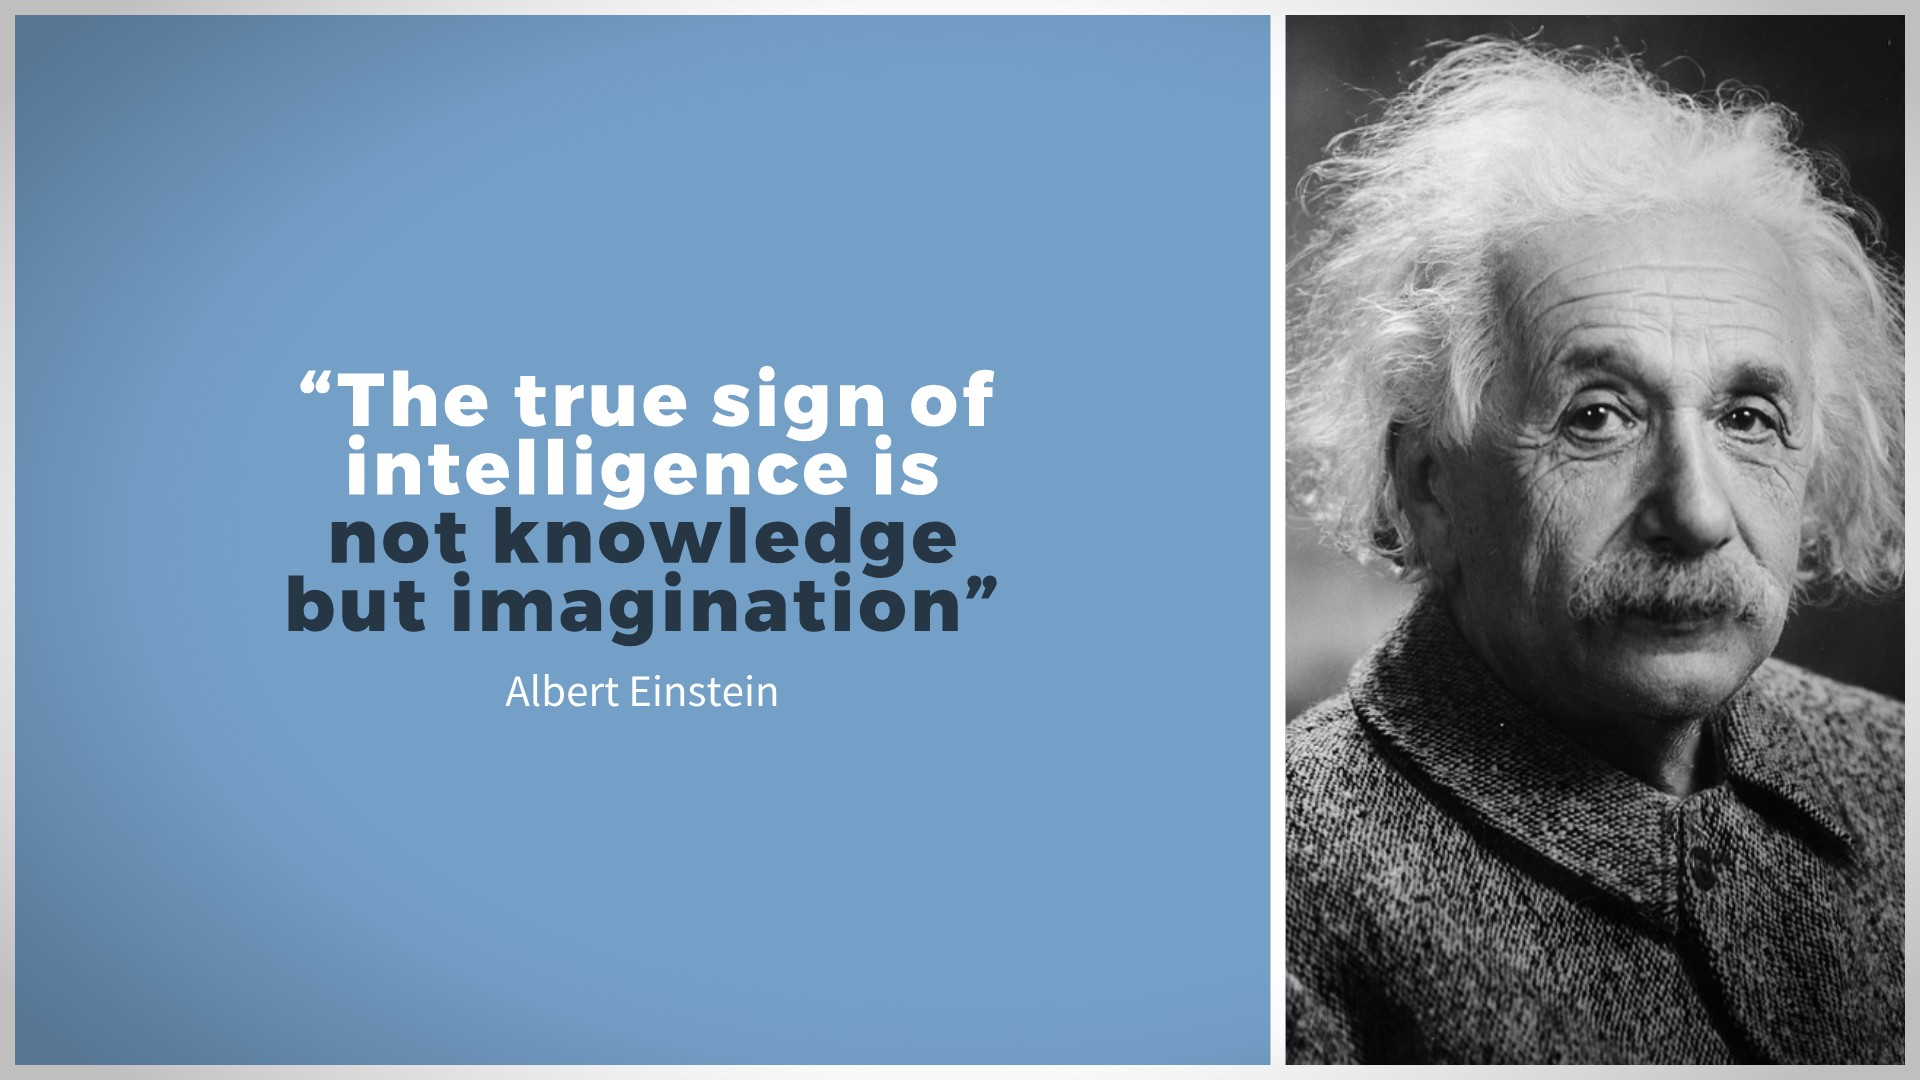 “The true sign of
intelligence is
not knowledge
but imagination”
Albert Einstein